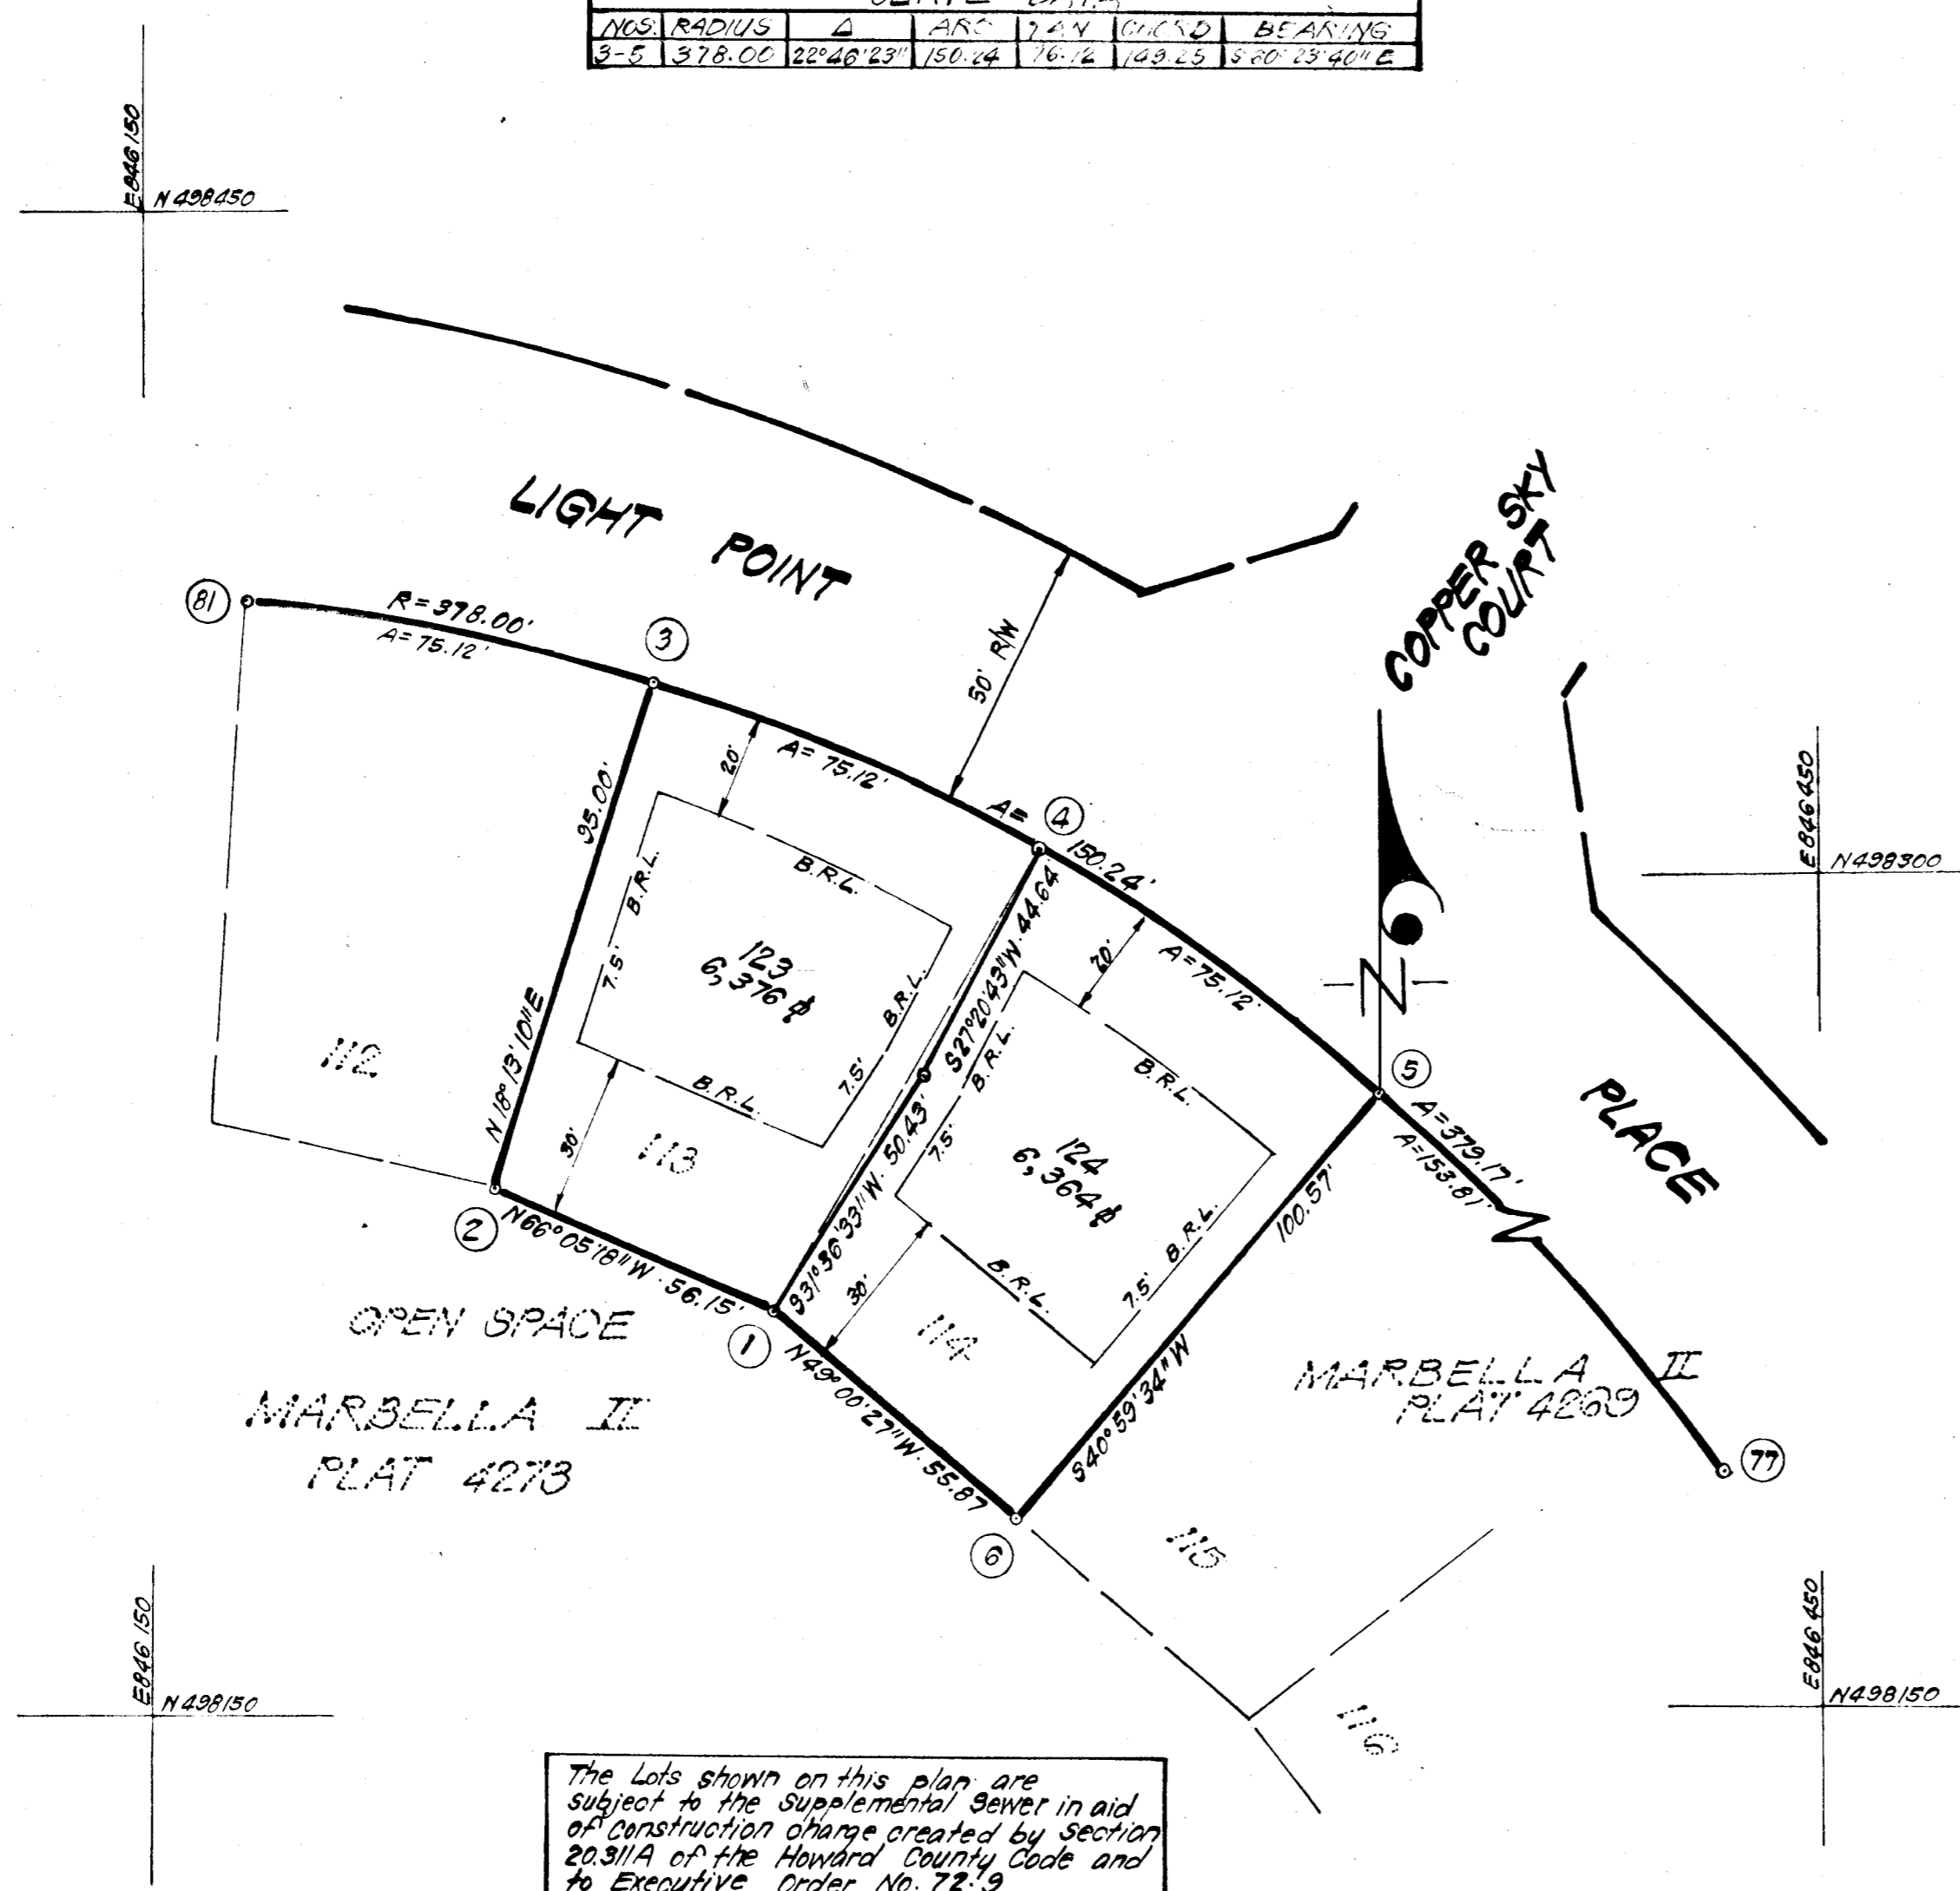 CURVE DATA
NOS. RADIUS Δ ARC TAN CHORD BEARING
3-5 378.00 22°46'23" 150.24 76.12 149.25 S 60° 23' 40" E
E846150
N498450
LIGHT POINT
COPPER SKY
COURT
81
R=378.00'
A=75.12'
3
50' R/W
20'
A= 75.12'
A=
4
150.24'
E846450
N498300
95.00'
B.R.L.
B.R.L.
7.5'
123
6,376 ⌽
B.R.L.
7.5'
B.R.L.
S27°20'43"W. 44.64
20'
A=75.12'
N
5
A=379.17'
A=153.81'
PLACE
112
N 18° 13' 10" E
30'
113
B.R.L.
7.5'
B.R.L.
124
6,364 ⌽
B.R.L.
7.5'
B.R.L.
100.57'
2
N66°05'18"W. 56.15'
S31°36'33"W. 50.43'
30'
114
1
N49°00'27"W. 55.87
S40°59'34"W
OPEN SPACE
MARBELLA II
PLAT 4273
MARBELLA II
PLAT 4269
77
6
115
116
E846150
N498150
E846450
N498150
The Lots shown on this plan are
subject to the Supplemental Sewer in aid
of construction charge created by Section
20.311A of the Howard County Code and
to Executive Order No. 72-9